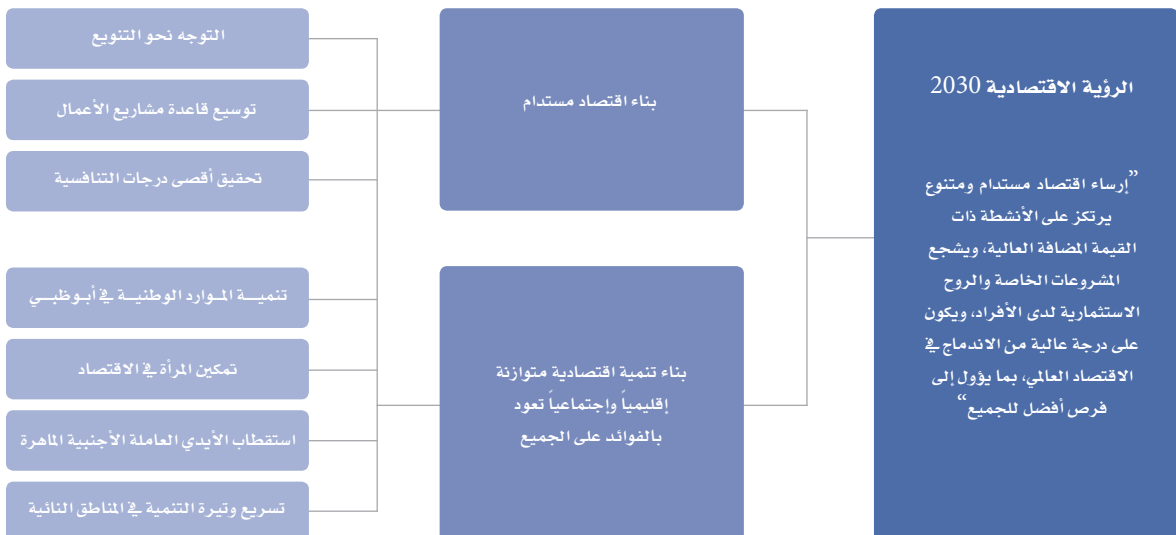 الرؤية الاقتصادية 2030
”إرساء اقتصاد مستدام ومتنوع
يرتكز على الأنشطة ذات
القيمة المضافة العالية، ويشجع
المشروعات الخاصة والروح
الاستثمارية لدى الأفراد، ويكون
على درجة عالية من الاندماج في
الاقتصاد العالمي، بما يؤول إلى
فرص أفضل للجميع“
بناء اقتصاد مستدام
بناء تنمية اقتصادية متوازنة
إقليمياً وإجتماعياً تعود
بالفوائد على الجميع
التوجه نحو التنويع
توسيع قاعدة مشاريع الأعمال
تحقيق أقصى درجات التنافسية
تنميــة المـوارد الوطنيــة في أبـوظبــي
تمكين المرأة في الاقتصاد
استقطاب الأيدي العاملة الأجنبية الماهرة
تسريع وتيرة التنمية في المناطق النائية